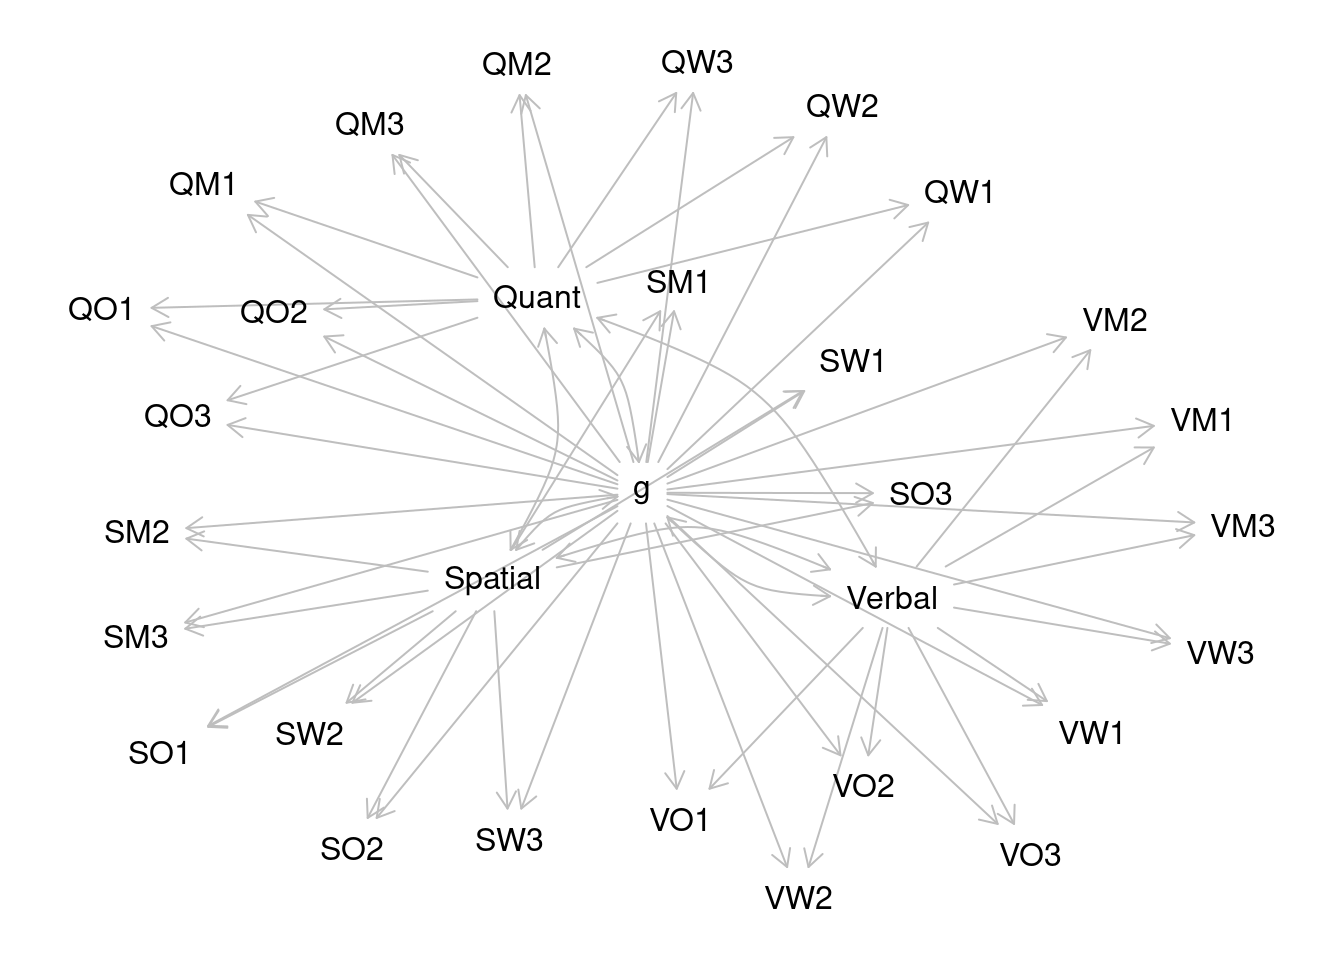 QM2
QW3
QW2
QM3
QM1
QW1
SM1
Quant
QO1
QO2
VM2
SW1
QO3
VM1
g
SO3
SM2
VM3
Spatial
Verbal
SM3
VW3
SW2
VW1
SO1
VO2
VO1
SW3
SO2
VO3
VW2